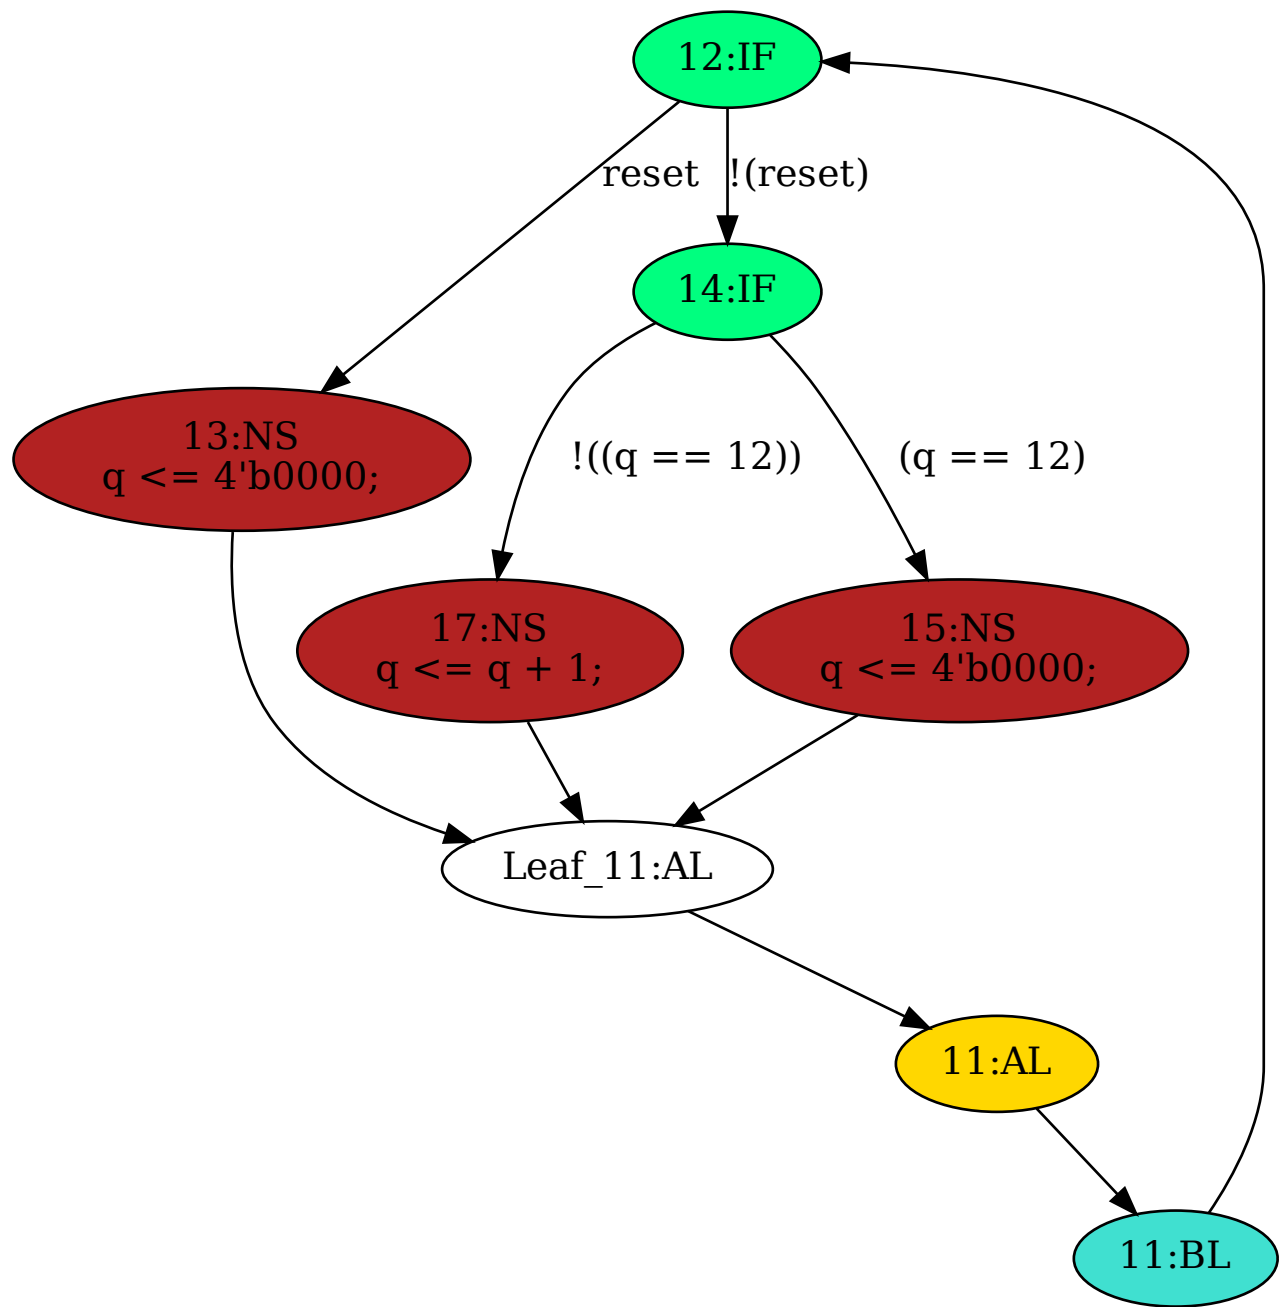 12:IF
reset
!(reset)
14:IF
13:NS
q <= 4'b0000;
!((q == 12))
(q == 12)
17:NS
q <= q + 1;
15:NS
q <= 4'b0000;
Leaf_11:AL
11:AL
11:BL